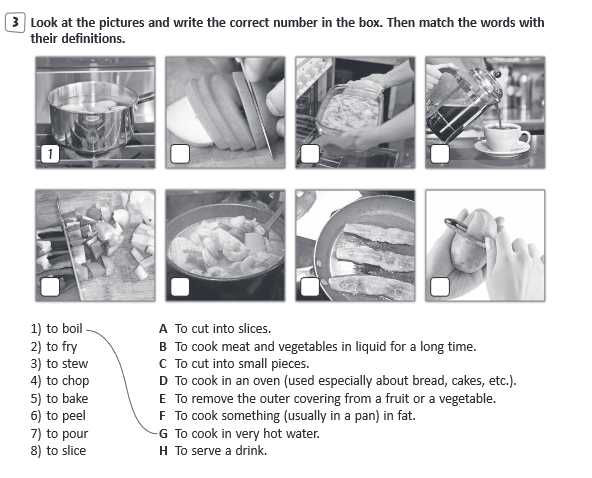 3 Look at the pictures and write the correct number in the box. Then match the words with
their definitions.
1
1) to boil
2) to fry
3) to stew
4) to chop
5) to bake
6) to peel
7) to pour
8) to slice
A To cut into slices.
B To cook meat and vegetables in liquid for a long time.
C To cut into small pieces.
D To cook in an oven (used especially about bread, cakes, etc.).
E To remove the outer covering from a fruit or a vegetable.
F To cook something (usually in a pan) in fat.
G To cook in very hot water.
H To serve a drink.